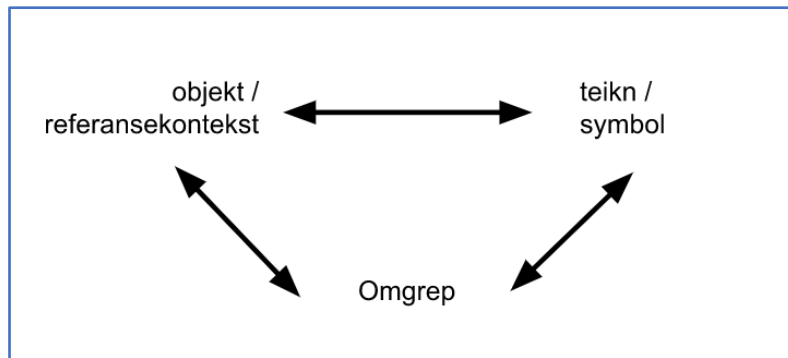 objekt /
referansekontekst
teikn /
symbol
Omgrep